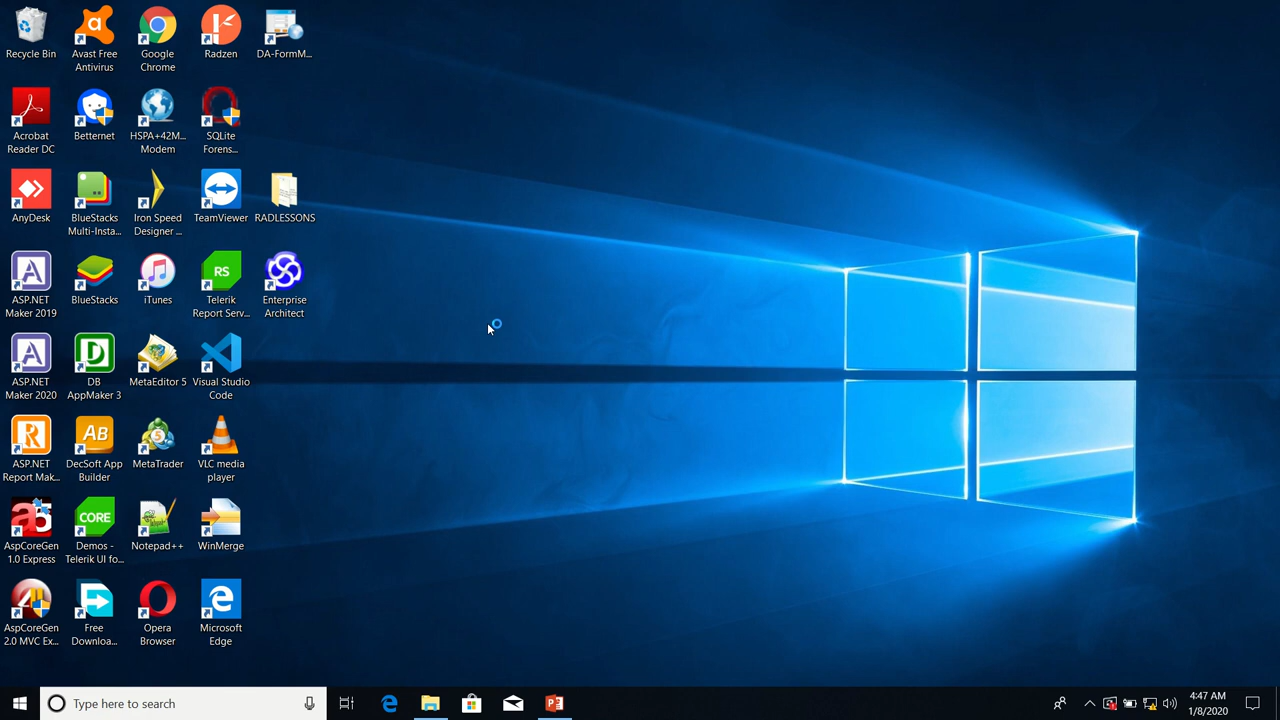 Recycle Bin
Avast Free
Antivirus
Google
Chrome
Radzen
DA-FormM...
Acrobat
Reader DC
Betternet
HSPA+42M...
Modem
SQLite
Forens...
AnyDesk
BlueStacks
Multi-Insta...
Iron Speed
Designer ...
TeamViewer
RADLESSONS
ASP.NET
Maker 2019
BlueStacks
iTunes
RS
Telerik
Report Serv...
Enterprise
Architect
ASP.NET
Maker 2020
DB
AppMaker 3
MetaEditor 5
Visual Studio
Code
ASP.NET
Report Mak...
AB
DecSoft App
Builder
MetaTrader
VLC media
player
AspCoreGen
1.0 Express
CORE
Demos -
Telerik UI fo...
Notepad++
WinMerge
AspCoreGen
2.0 MVC Ex...
Free
Downloa...
Opera
Browser
Microsoft
Edge
Type here to search
4:47 AM
1/8/2020